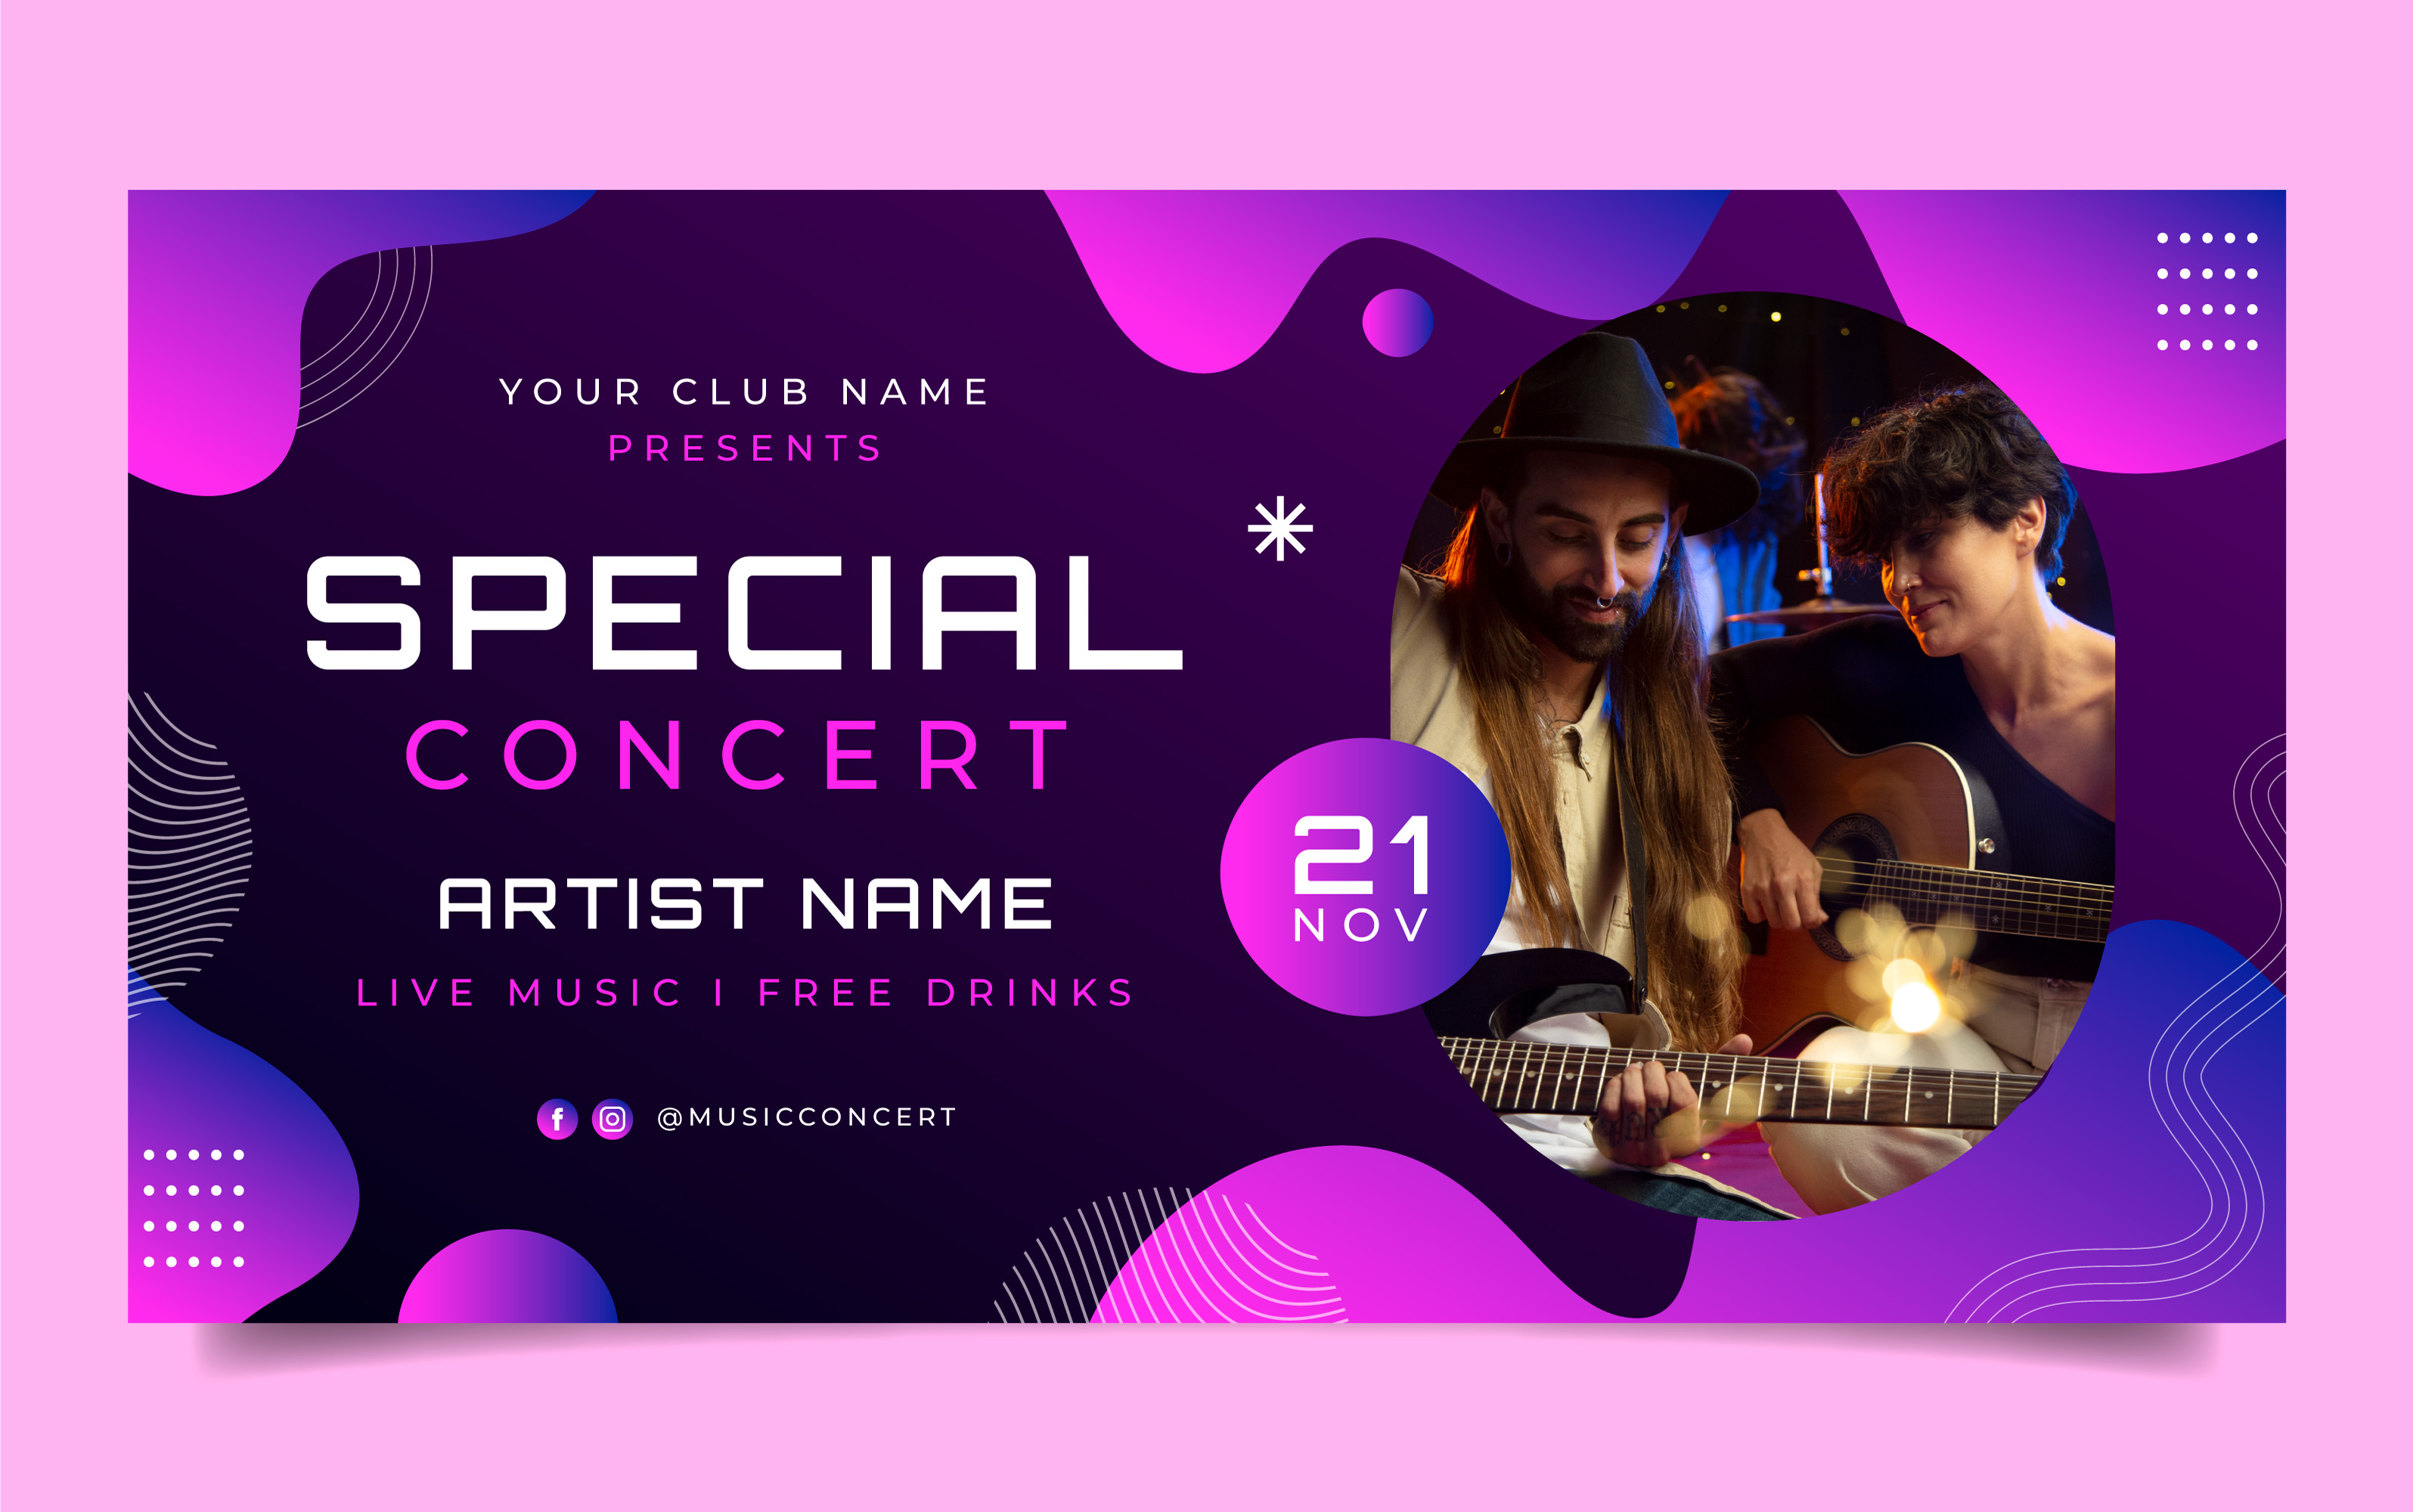 YOUR CLUB NAME
PRESENTS
SPECIAL
CONCERT
ARTIST NAME
LIVE MUSIC I FREE DRINKS
@MUSICCONCERT
21
NOV